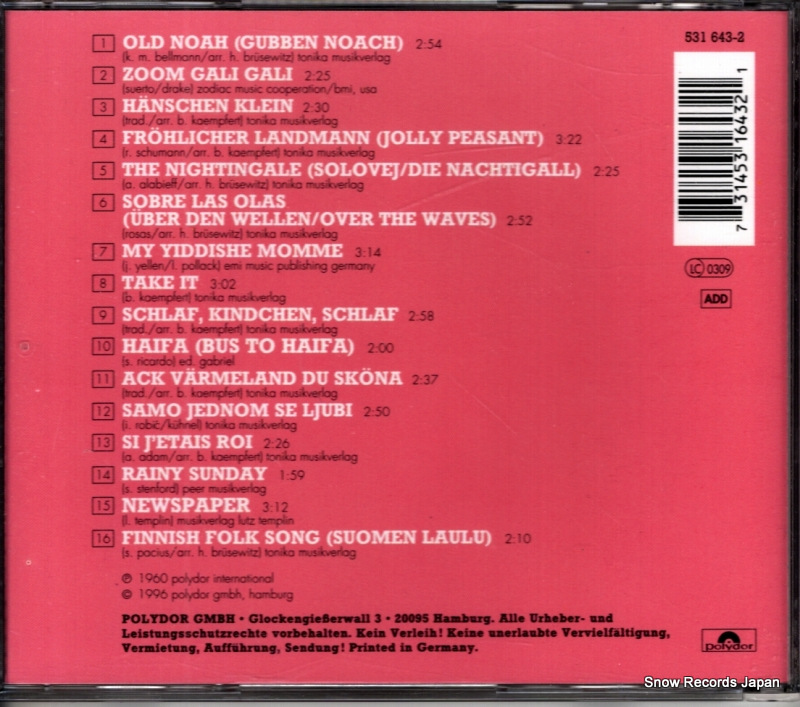 531 643-2
1 OLD NOAH (GUBBEN NOACH) 2:54
(k. m. bellmann/arr. h. brüsewitz) tonika musikverlag
2 ZOOM GALI GALI 2:25
(suerto/drake) zodiac music cooperation/bmi, usa
3 HÄNSCHEN KLEIN 2:30
(trad./arr. b. kaempfert) tonika musikverlag
4 FRÖHLICHER LANDMANN (JOLLY PEASANT) 3:22
(r. schumann/arr. b. kaempfert) tonika musikverlag
5 THE NIGHTINGALE (SOLOVEJ/DIE NACHTIGALL) 2:25
(a. alabieff/arr. h. brüsewitz) tonika musikverlag
6 SOBRE LAS OLAS
(ÜBER DEN WELLEN/OVER THE WAVES) 2:52
(rosas/arr. h. brüsewitz) tonika musikverlag
7 MY YIDDISHE MOMME 3:14
(j. yellen/l. pollack) emi music publishing germany
8 TAKE IT 3:02
(b. kaempfert) tonika musikverlag
9 SCHLAF, KINDCHEN, SCHLAF 2:58
(trad./arr. b. kaempfert) tonika musikverlag
10 HAIFA (BUS TO HAIFA) 2:00
(s. ricardo) ed. gabriel
11 ACK VÄRMELAND DU SKÖNA 2:37
(trad./arr. b. kaempfert) tonika musikverlag
12 SAMO JEDNOM SE LJUBI 2:50
(i. robič/kühnel) tonika musikverlag
13 SI J'ETAIS ROI 2:26
(a. adam/arr. b. kaempfert) tonika musikverlag
14 RAINY SUNDAY 1:59
(s. stenford) peer musikverlag
15 NEWSPAPER 3:12
(l. templin) musikverlag lutz templin
16 FINNISH FOLK SONG (SUOMEN LAULU) 2:10
(s. pacius/arr. h. brüsewitz) tonika musikverlag
7 31453 16432 1
LC 0309
ADD
℗ 1960 polydor international
© 1996 polydor gmbh, hamburg
POLYDOR GMBH • Glockengießerwall 3 • 20095 Hamburg. Alle Urheber- und
Leistungsschutzrechte vorbehalten. Kein Verleih! Keine unerlaubte Vervielfältigung,
Vermietung, Aufführung, Sendung! Printed in Germany.
Polydor
Snow Records Japan